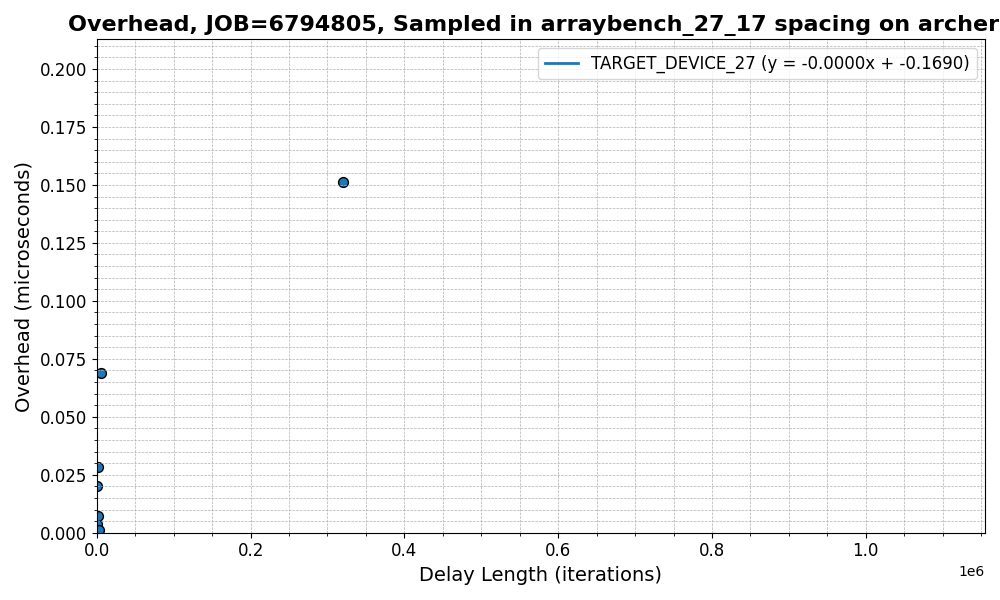 Overhead, JOB=6794805, Sampled in arraybench_27_17 spacing on archer
TARGET_DEVICE_27 (y = -0.0000x + -0.1690)
Overhead (microseconds)
0.200
0.175
0.150
0.125
0.100
0.075
0.050
0.025
0.000
0.0 0.2 0.4 0.6 0.8 1.0
1e6
Delay Length (iterations)